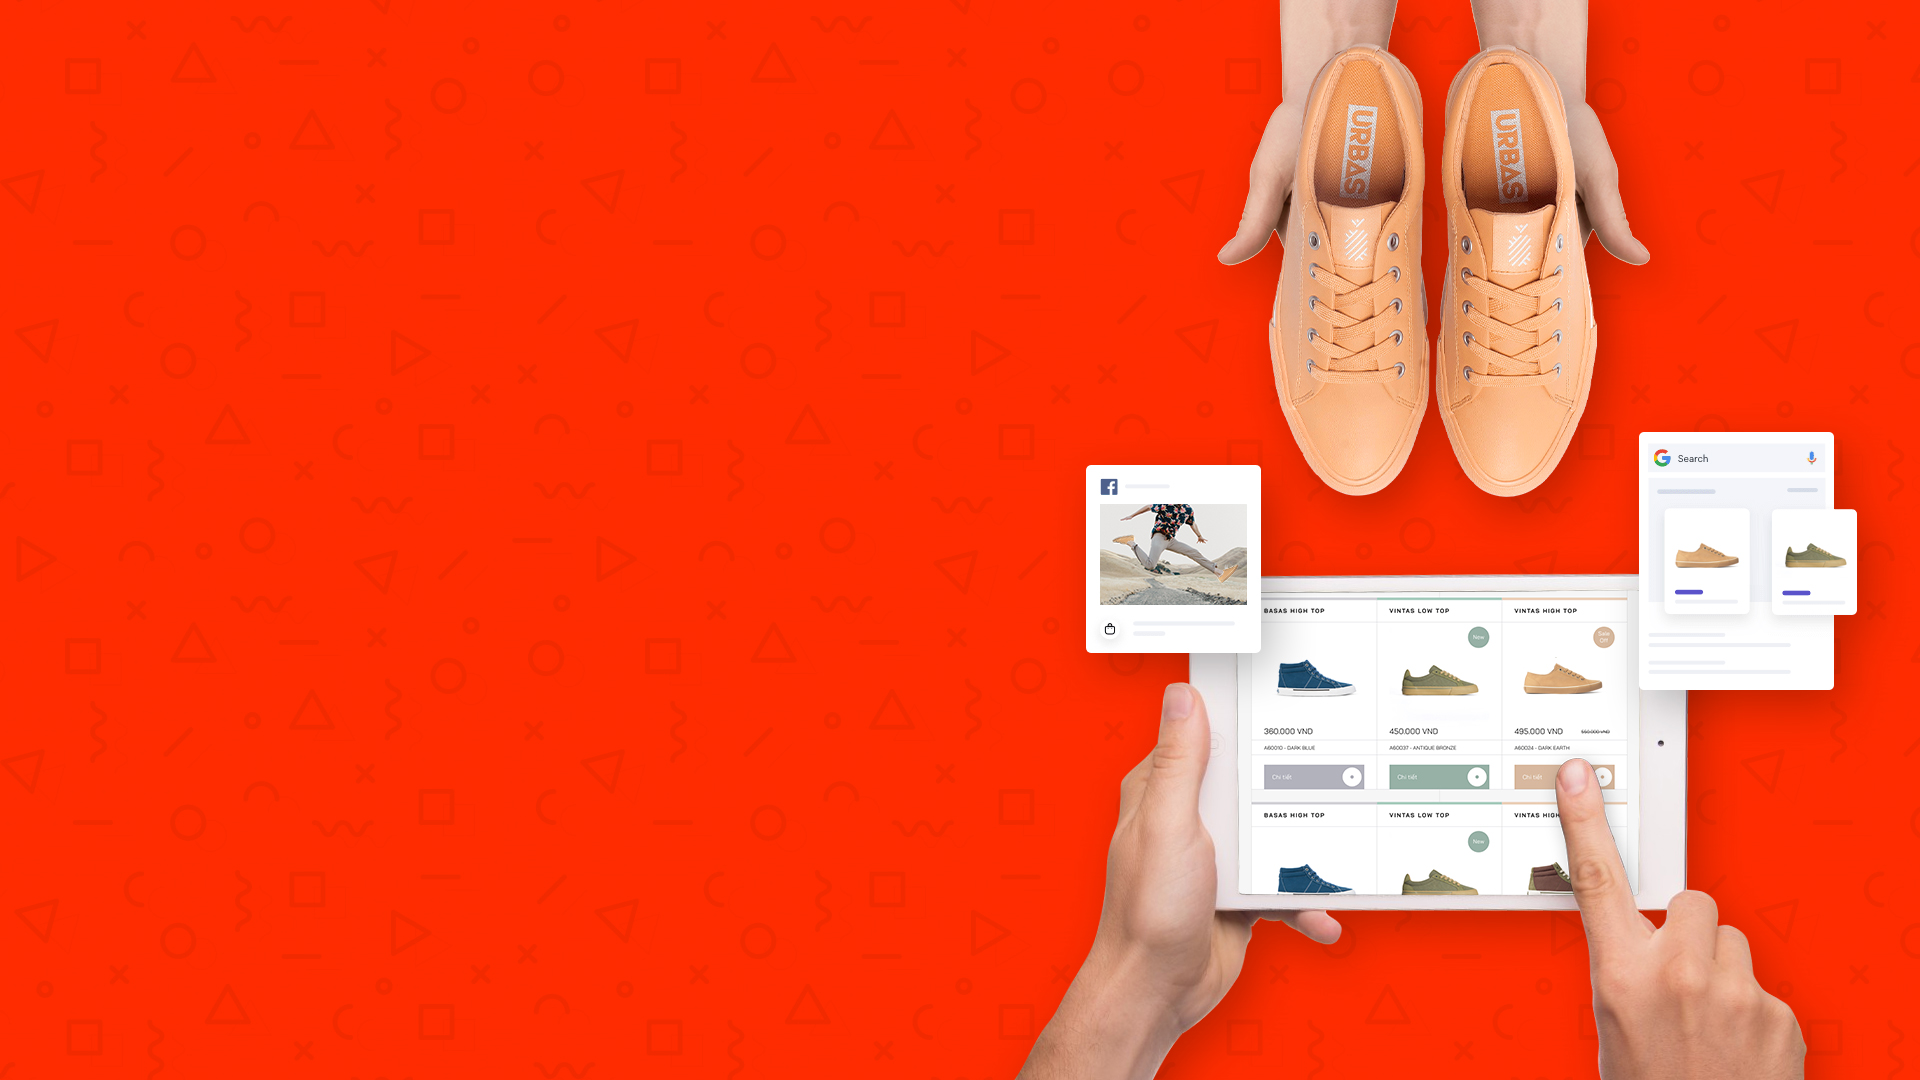 URBAS
URBAS
Search
BASAS HIGH TOP
VINTAS LOW TOP
VINTAS HIGH TOP
New
Sale
Off
360.000 VND
450.000 VND
495.000 VND
550.000 VND
A60010 - DARK BLUE
A60037 - ANTIQUE BRONZE
A60024 - DARK EARTH
Chi tiết
Chi tiết
Chi tiết
BASAS HIGH TOP
VINTAS LOW TOP
VINTAS HIGH
New